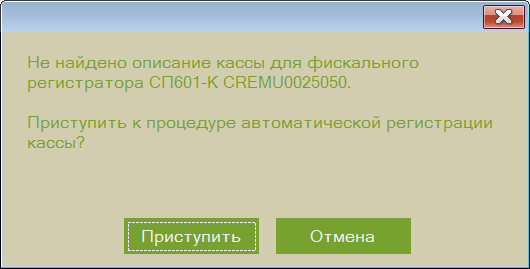 Не найдено описание кассы для фискального
регистратора СП601-К CREMU0025050.
Приступить к процедуре автоматической регистрации
кассы?
Приступить
Отмена